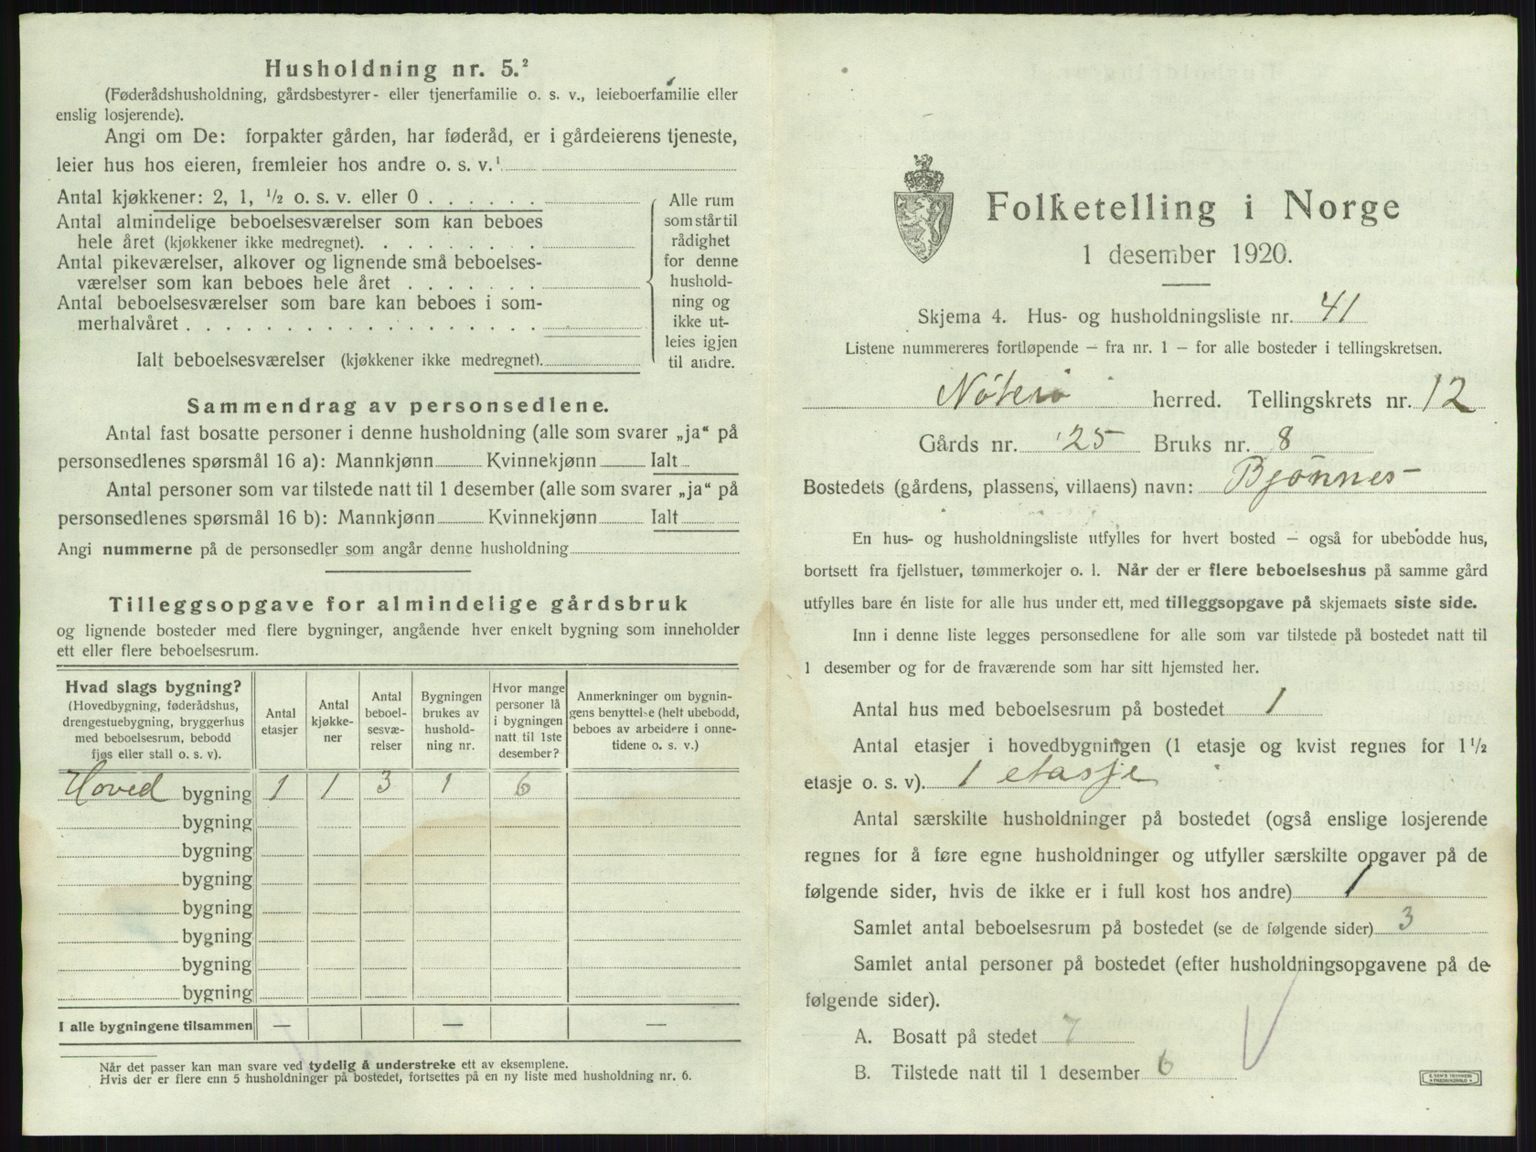 Husholdning nr. 5.²
(Føderådshusholdning, gårdsbestyrer- eller tjenerfamilie o. s. v., leieboerfamilie eller
enslig losjerende).
Angi om De: forpakter gården, har føderåd, er i gårdeierens tjeneste,
leier hus hos eieren, fremleier hos andre o. s. v.¹
Antal kjøkkener: 2, 1, ½ o. s. v. eller 0
Antal almindelige beboelsesværelser som kan beboes
hele året (kjøkkener ikke medregnet).
Antal pikeværelser, alkover og lignende små beboelses-
værelser som kan beboes hele året
Antal beboelsesværelser som bare kan beboes i som-
merhalvåret
Ialt beboelsesværelser (kjøkkener ikke medregnet).
Alle rum
som står til
rådighet
for denne
hushold-
ning og
ikke ut-
leies igjen
til andre.
Sammendrag av personsedlene.
Antal fast bosatte personer i denne husholdning (alle som svarer „ja“ på
personsedlenes spørsmål 16 a): Mannkjønn Kvinnekjønn Ialt
Antal personer som var tilstede natt til 1 desember (alle som svarer „ja“ på
personsedlenes spørsmål 16 b): Mannkjønn Kvinnekjønn Ialt
Angi nummerne på de personsedler som angår denne husholdning
Tilleggsopgave for almindelige gårdsbruk
og lignende bosteder med flere bygninger, angående hver enkelt bygning som inneholder
ett eller flere beboelsesrum.
Hvad slags bygning?
(Hovedbygning, føderådshus,
drengestuebygning, bryggerhus
med beboelsesrum, bebodd
fjøs eller stall o. s. v).
Antal
etasjer
Antal
kjøkke-
ner
Antal
beboel-
sesvæ-
relser
Bygningen
brukes av
hushold-
ning nr.
Hvor mange
personer lå
i bygningen
natt til 1ste
desember?
Anmerkninger om bygnin-
gens benyttelse (helt ubebodd,
beboes av arbeidere i onne-
tidene o. s. v.)
Hoved bygning 1 1 3 1 6
bygning
bygning
bygning
bygning
bygning
bygning
bygning
I alle bygningene tilsammen — — —
¹ Når det passer kan man svare ved tydelig å understreke ett av eksemplene.
² Hvis der er flere enn 5 husholdninger på bostedet, fortsettes på en ny liste med husholdning nr. 6.
Folketelling i Norge
1 desember 1920.
Skjema 4. Hus- og husholdningsliste nr. 41
Listene nummereres fortløpende – fra nr. 1 – for alle bosteder i tellingskretsen.
Nøterø herred. Tellingskrets nr. 12
Gårds nr. 25 Bruks nr. 8
Bostedets (gårdens, plassens, villaens) navn: Bjønnes
En hus- og husholdningsliste utfylles for hvert bosted – også for ubebodde hus,
bortsett fra fjellstuer, tømmerkojer o. l. Når der er flere beboelseshus på samme gård
utfylles bare én liste for alle hus under ett, med tilleggsopgave på skjemaets siste side.
Inn i denne liste legges personsedlene for alle som var tilstede på bostedet natt til
1 desember og for de fraværende som har sitt hjemsted her.
Antal hus med beboelsesrum på bostedet 1
Antal etasjer i hovedbygningen (1 etasje og kvist regnes for 1½
etasje o. s. v). 1 etasje
Antal særskilte husholdninger på bostedet (også enslige losjerende
regnes for å føre egne husholdninger og utfyller særskilte opgaver på de
følgende sider, hvis de ikke er i full kost hos andre) 1
Samlet antal beboelsesrum på bostedet (se de følgende sider) 3
Samlet antal personer på bostedet (efter husholdningsopgavene på de
følgende sider).
A. Bosatt på stedet 7
B. Tilstede natt til 1 desember 6